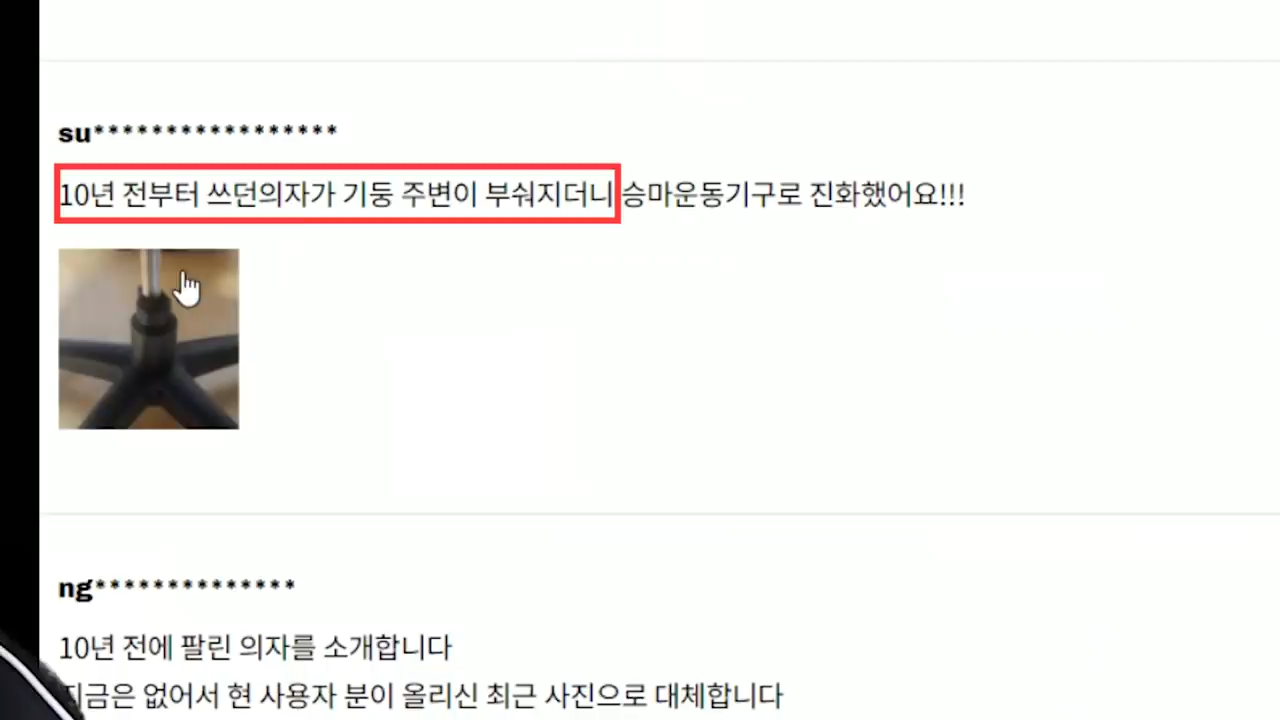 su*****************
10년 전부터 쓰던의자가 기둥 주변이 부숴지더니 승마운동기구로 진화했어요!!!
ng**************
10년 전에 팔린 의자를 소개합니다
지금은 없어서 현 사용자 분이 올리신 최근 사진으로 대체합니다